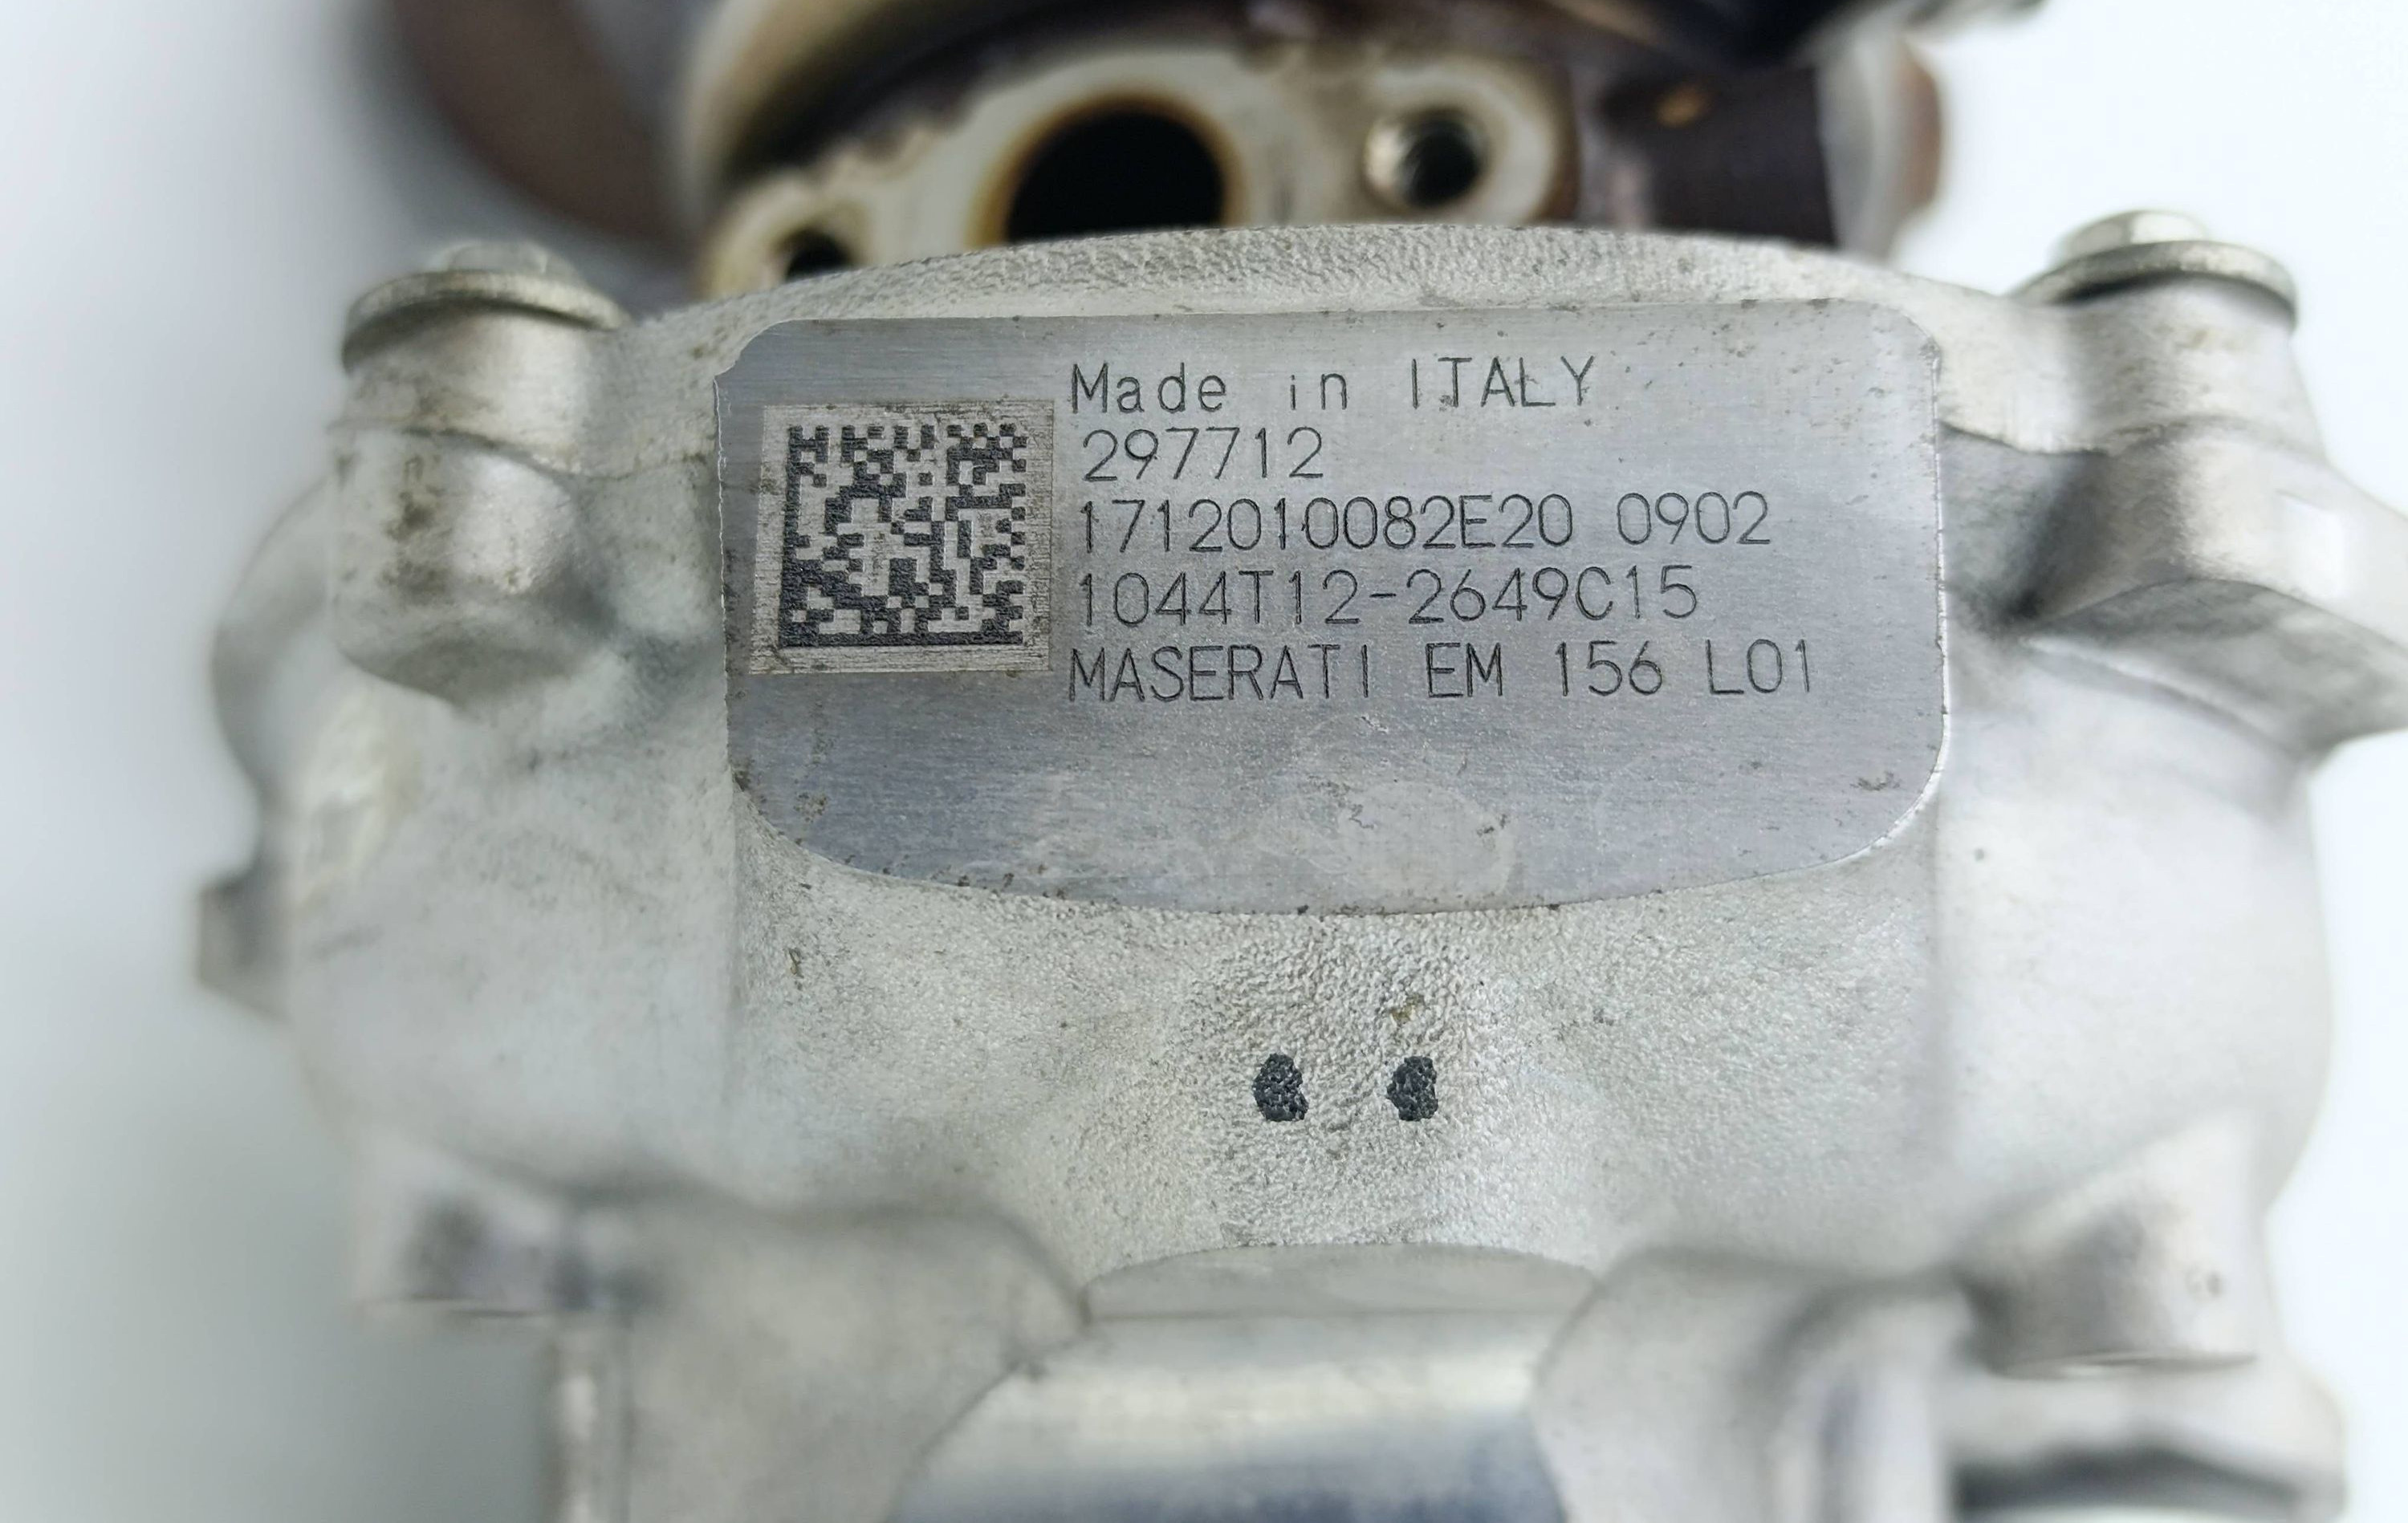 Made in ITALY
297712
1712010082E20 0902
1044T12-2649C15
MASERATI EM 156 L01